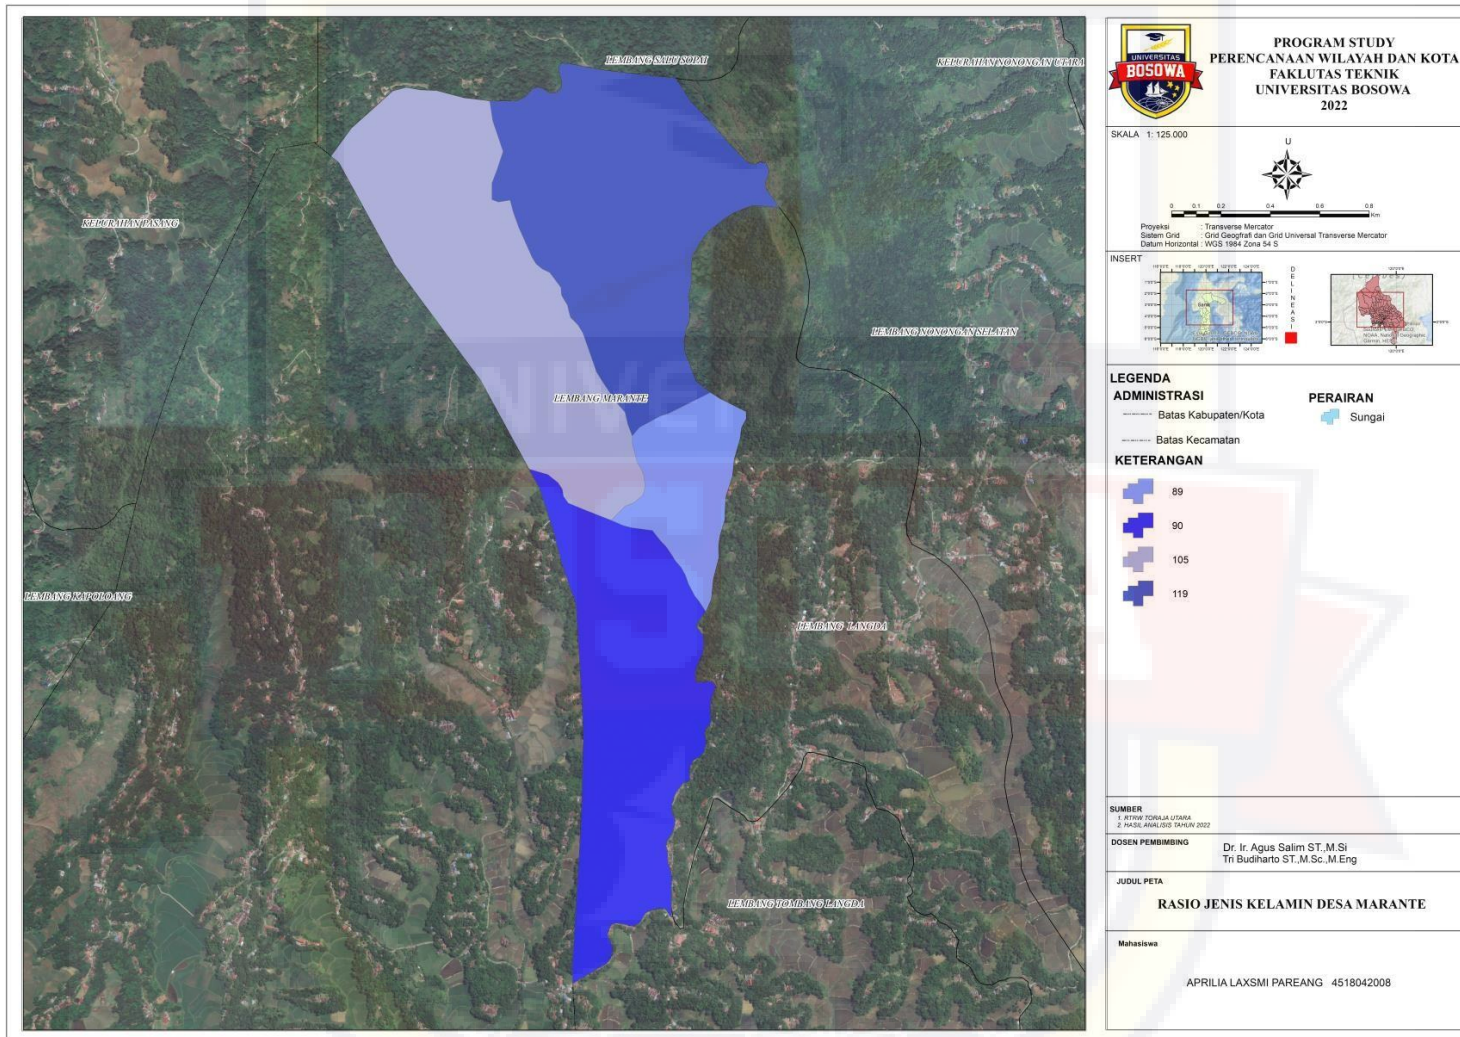 LEMBANG SALU SOPAI
KELURAHAN NONONGAN UTARA
KELURAHAN PASANG
LEMBANG NONONGAN SELATAN
LEMBANG MARANTE
LEMBANG KAPOLOANG
LEMBANG LANGDA
LEMBANG TOMBANG LANGDA
UNIVERSITAS
BOSOWA
PROGRAM STUDY
PERENCANAAN WILAYAH DAN KOTA
FAKLUTAS TEKNIK
UNIVERSITAS BOSOWA
2022
SKALA 1: 125.000
U
0 0.1 0.2 0.4 0.6 0.8
Km
Proyeksi : Transverse Mercator
Sistem Grid : Grid Geogfrafi dan Grid Universal Transverse Mercator
Datum Horizontal : WGS 1984 Zona 54 S
INSERT
DELINEASI
LEGENDA
ADMINISTRASI
Batas Kabupaten/Kota
Batas Kecamatan
PERAIRAN
Sungai
KETERANGAN
89
90
105
119
SUMBER
1. RTRW TORAJA UTARA
2. HASIL ANALISIS TAHUN 2022
DOSEN PEMBIMBING
Dr. Ir. Agus Salim ST.,M.Si
Tri Budiharto ST.,M.Sc.,M.Eng
JUDUL PETA
RASIO JENIS KELAMIN DESA MARANTE
Mahasiswa
APRILIA LAXSMI PAREANG 4518042008